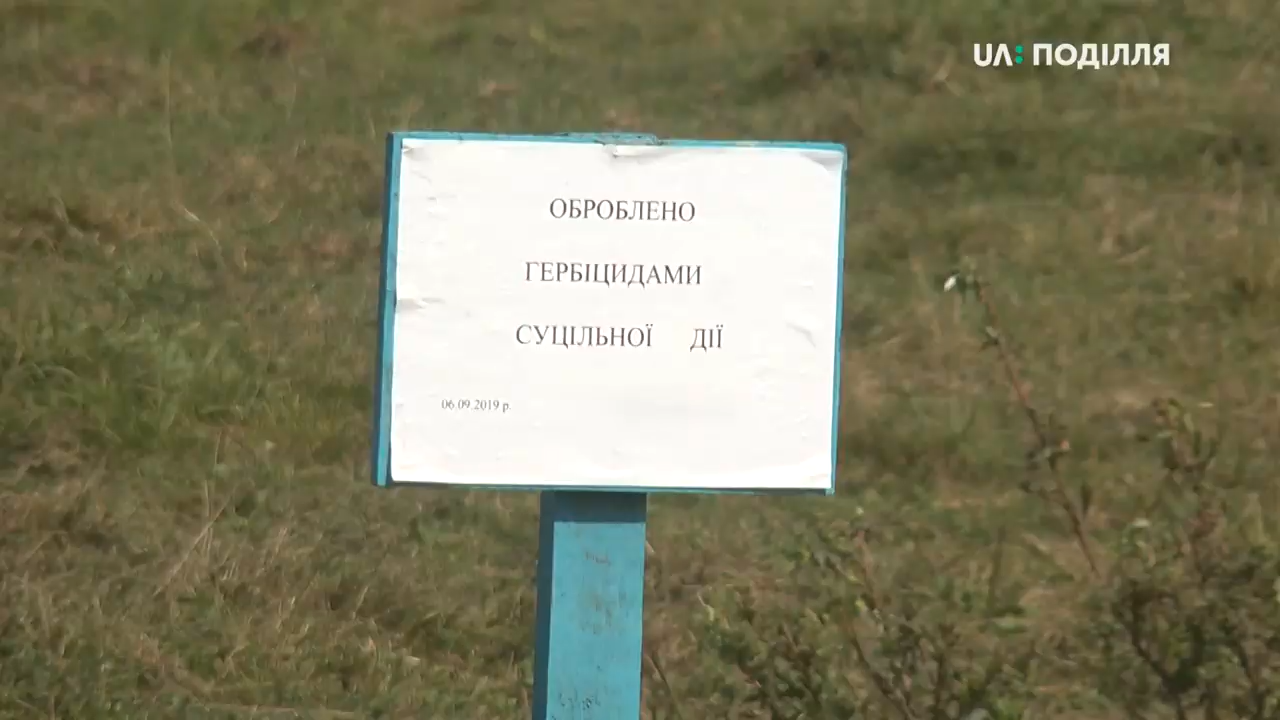 UA: ПОДІЛЛЯ
ОБРОБЛЕНО
ГЕРБІЦИДАМИ
СУЦІЛЬНОЇ ДІЇ
06.09.2019 р.